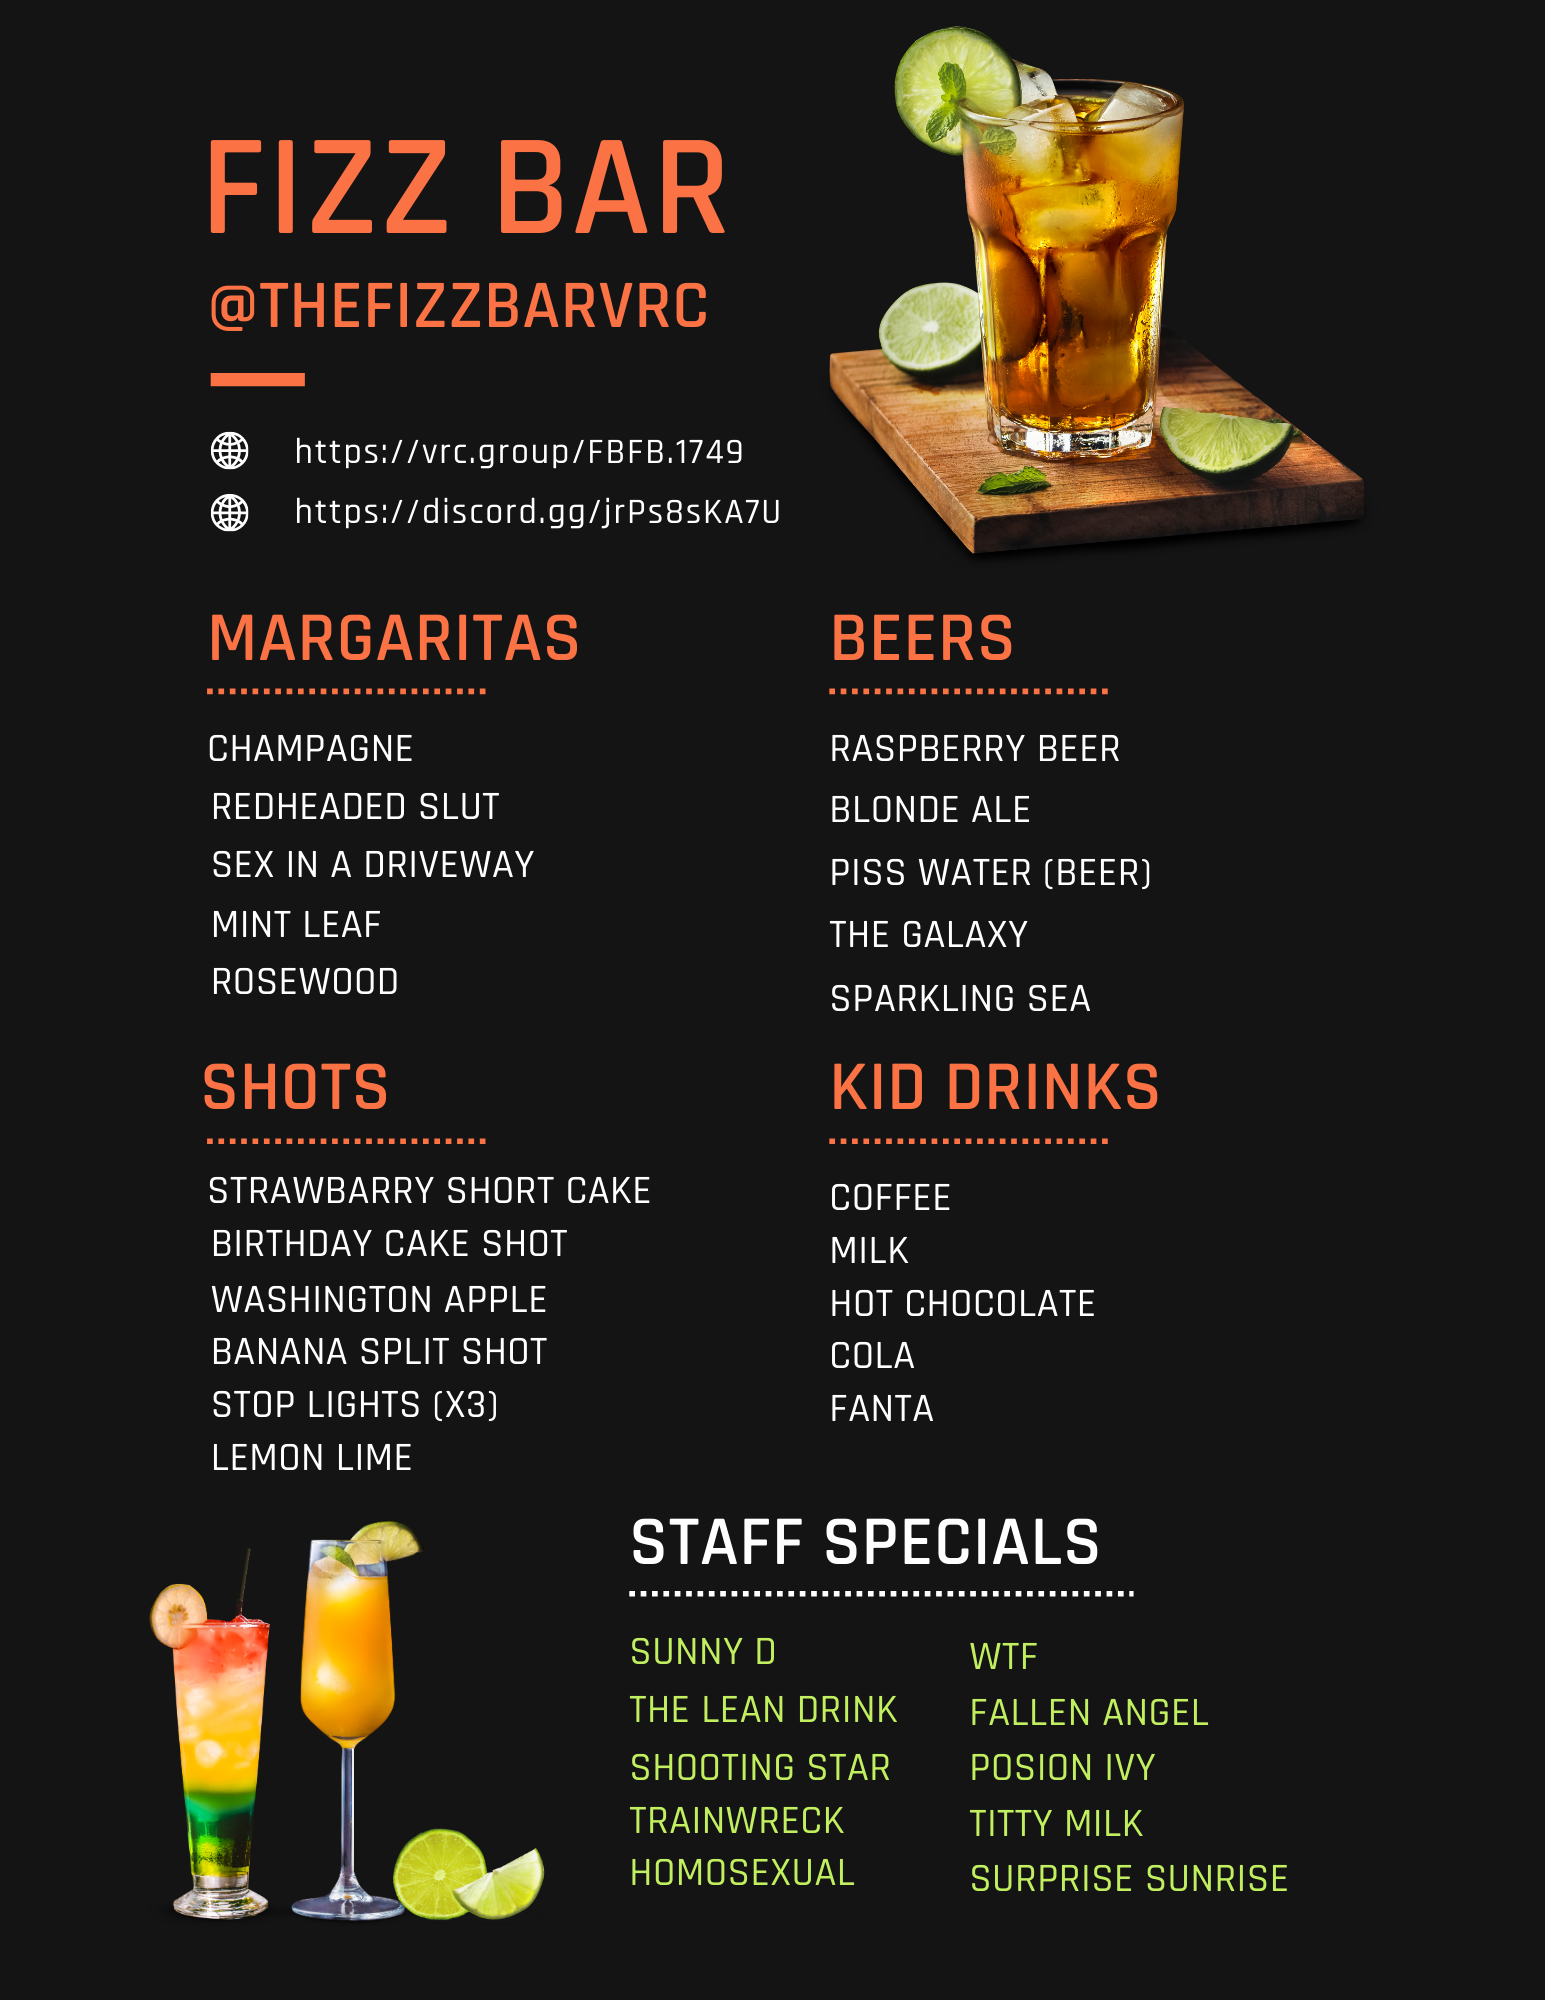 FIZZ BAR
@THEFIZZBARVRC
https://vrc.group/FBFB.1749
https://discord.gg/jrPs8sKA7U
MARGARITAS
CHAMPAGNE
REDHEADED SLUT
SEX IN A DRIVEWAY
MINT LEAF
ROSEWOOD
BEERS
RASPBERRY BEER
BLONDE ALE
PISS WATER (BEER)
THE GALAXY
SPARKLING SEA
SHOTS
STRAWBARRY SHORT CAKE
BIRTHDAY CAKE SHOT
WASHINGTON APPLE
BANANA SPLIT SHOT
STOP LIGHTS (X3)
LEMON LIME
KID DRINKS
COFFEE
MILK
HOT CHOCOLATE
COLA
FANTA
STAFF SPECIALS
SUNNY D
THE LEAN DRINK
SHOOTING STAR
TRAINWRECK
HOMOSEXUAL
WTF
FALLEN ANGEL
POSION IVY
TITTY MILK
SURPRISE SUNRISE